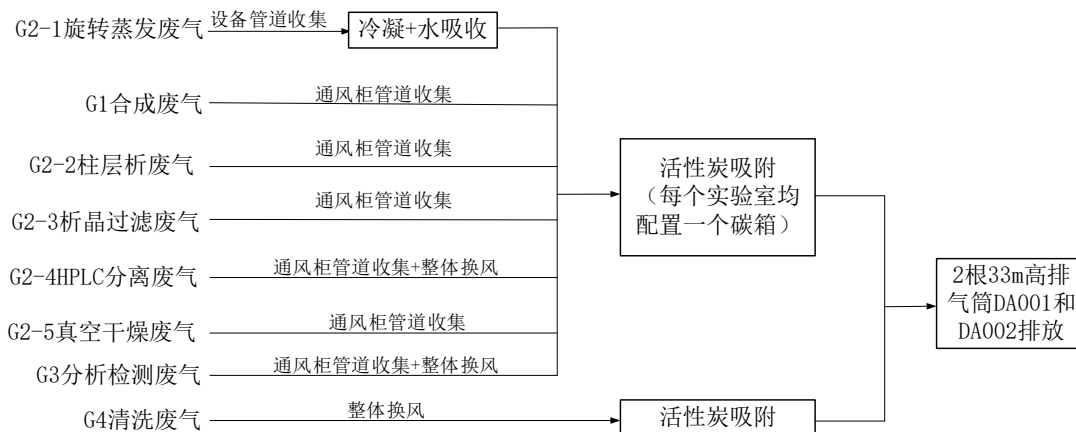 G2-1旋转蒸发废气
设备管道收集
冷凝+水吸收
G1合成废气
通风柜管道收集
G2-2柱层析废气
通风柜管道收集
G2-3析晶过滤废气
通风柜管道收集
G2-4HPLC分离废气
通风柜管道收集+整体换风
G2-5真空干燥废气
通风柜管道收集
G3分析检测废气
通风柜管道收集+整体换风
G4清洗废气
整体换风
活性炭吸附
（每个实验室均
配置一个碳箱）
活性炭吸附
2根33m高排
气筒DA001和
DA002排放